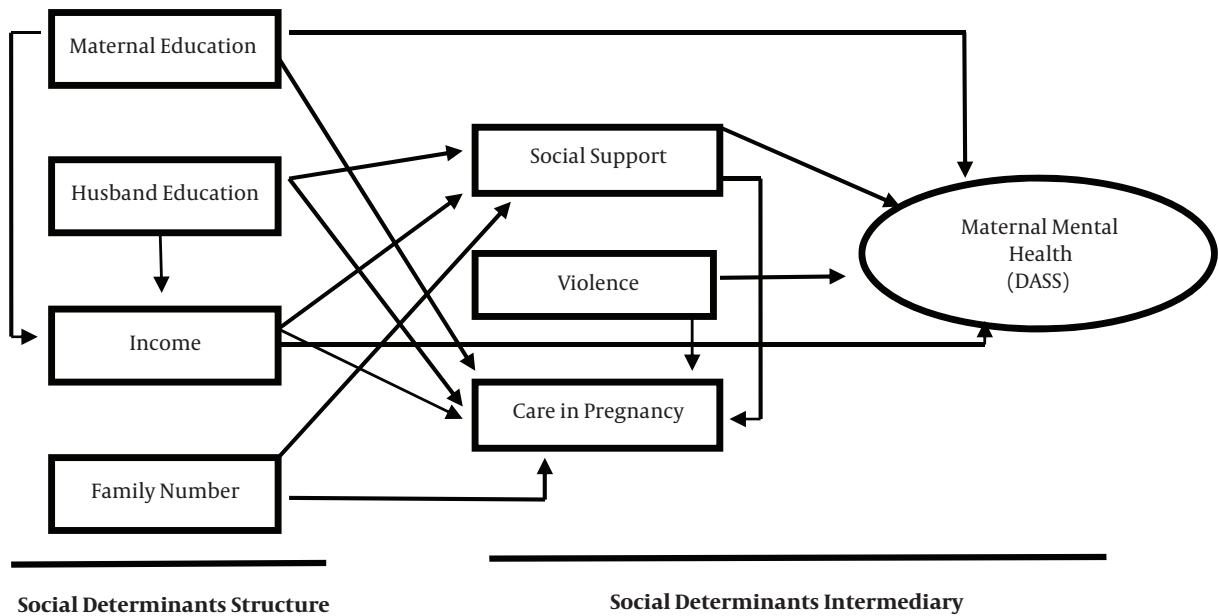 Maternal Education
Husband Education
Income
Family Number
Social Support
Violence
Care in Pregnancy
Maternal Mental
Health
(DASS)
Social Determinants Structure
Social Determinants Intermediary